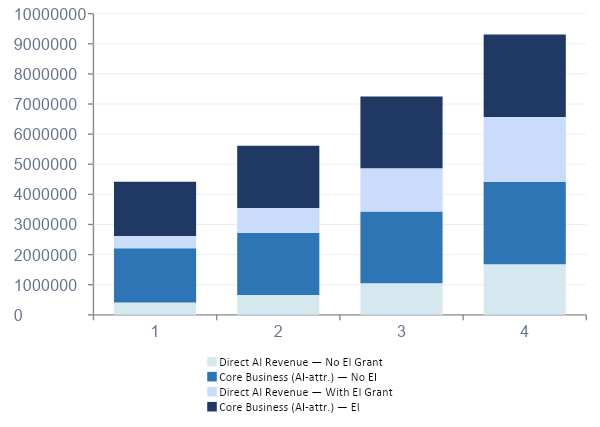 10000000
9000000
8000000
7000000
6000000
5000000
4000000
3000000
2000000
1000000
0
1 2 3 4
Direct AI Revenue — No EI Grant
Core Business (AI-attr.) — No EI
Direct AI Revenue — With EI Grant
Core Business (AI-attr.) — EI